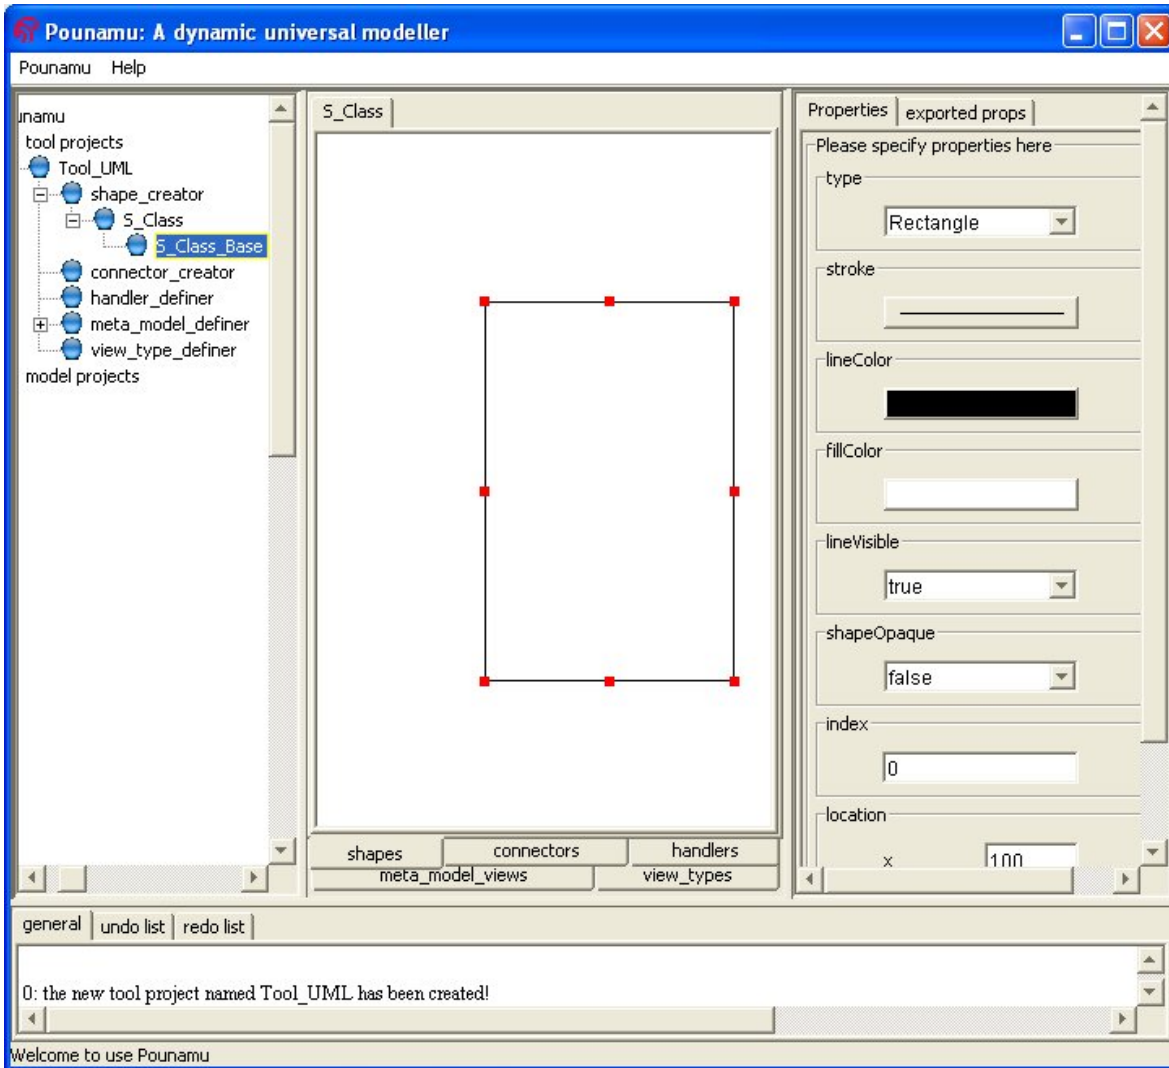 Pounamu: A dynamic universal modeller
Pounamu Help
unamu
tool projects
Tool_UML
shape_creator
S_Class
S_Class_Base
connector_creator
handler_definer
meta_model_definer
view_type_definer
model projects
S_Class
shapes
connectors
handlers
meta_model_views
view_types
Properties
exported props
Please specify properties here
type
Rectangle
stroke
lineColor
fillColor
lineVisible
true
shapeOpaque
false
index
0
location
x
100
general
undo list
redo list
0: the new tool project named Tool_UML has been created!
Welcome to use Pounamu